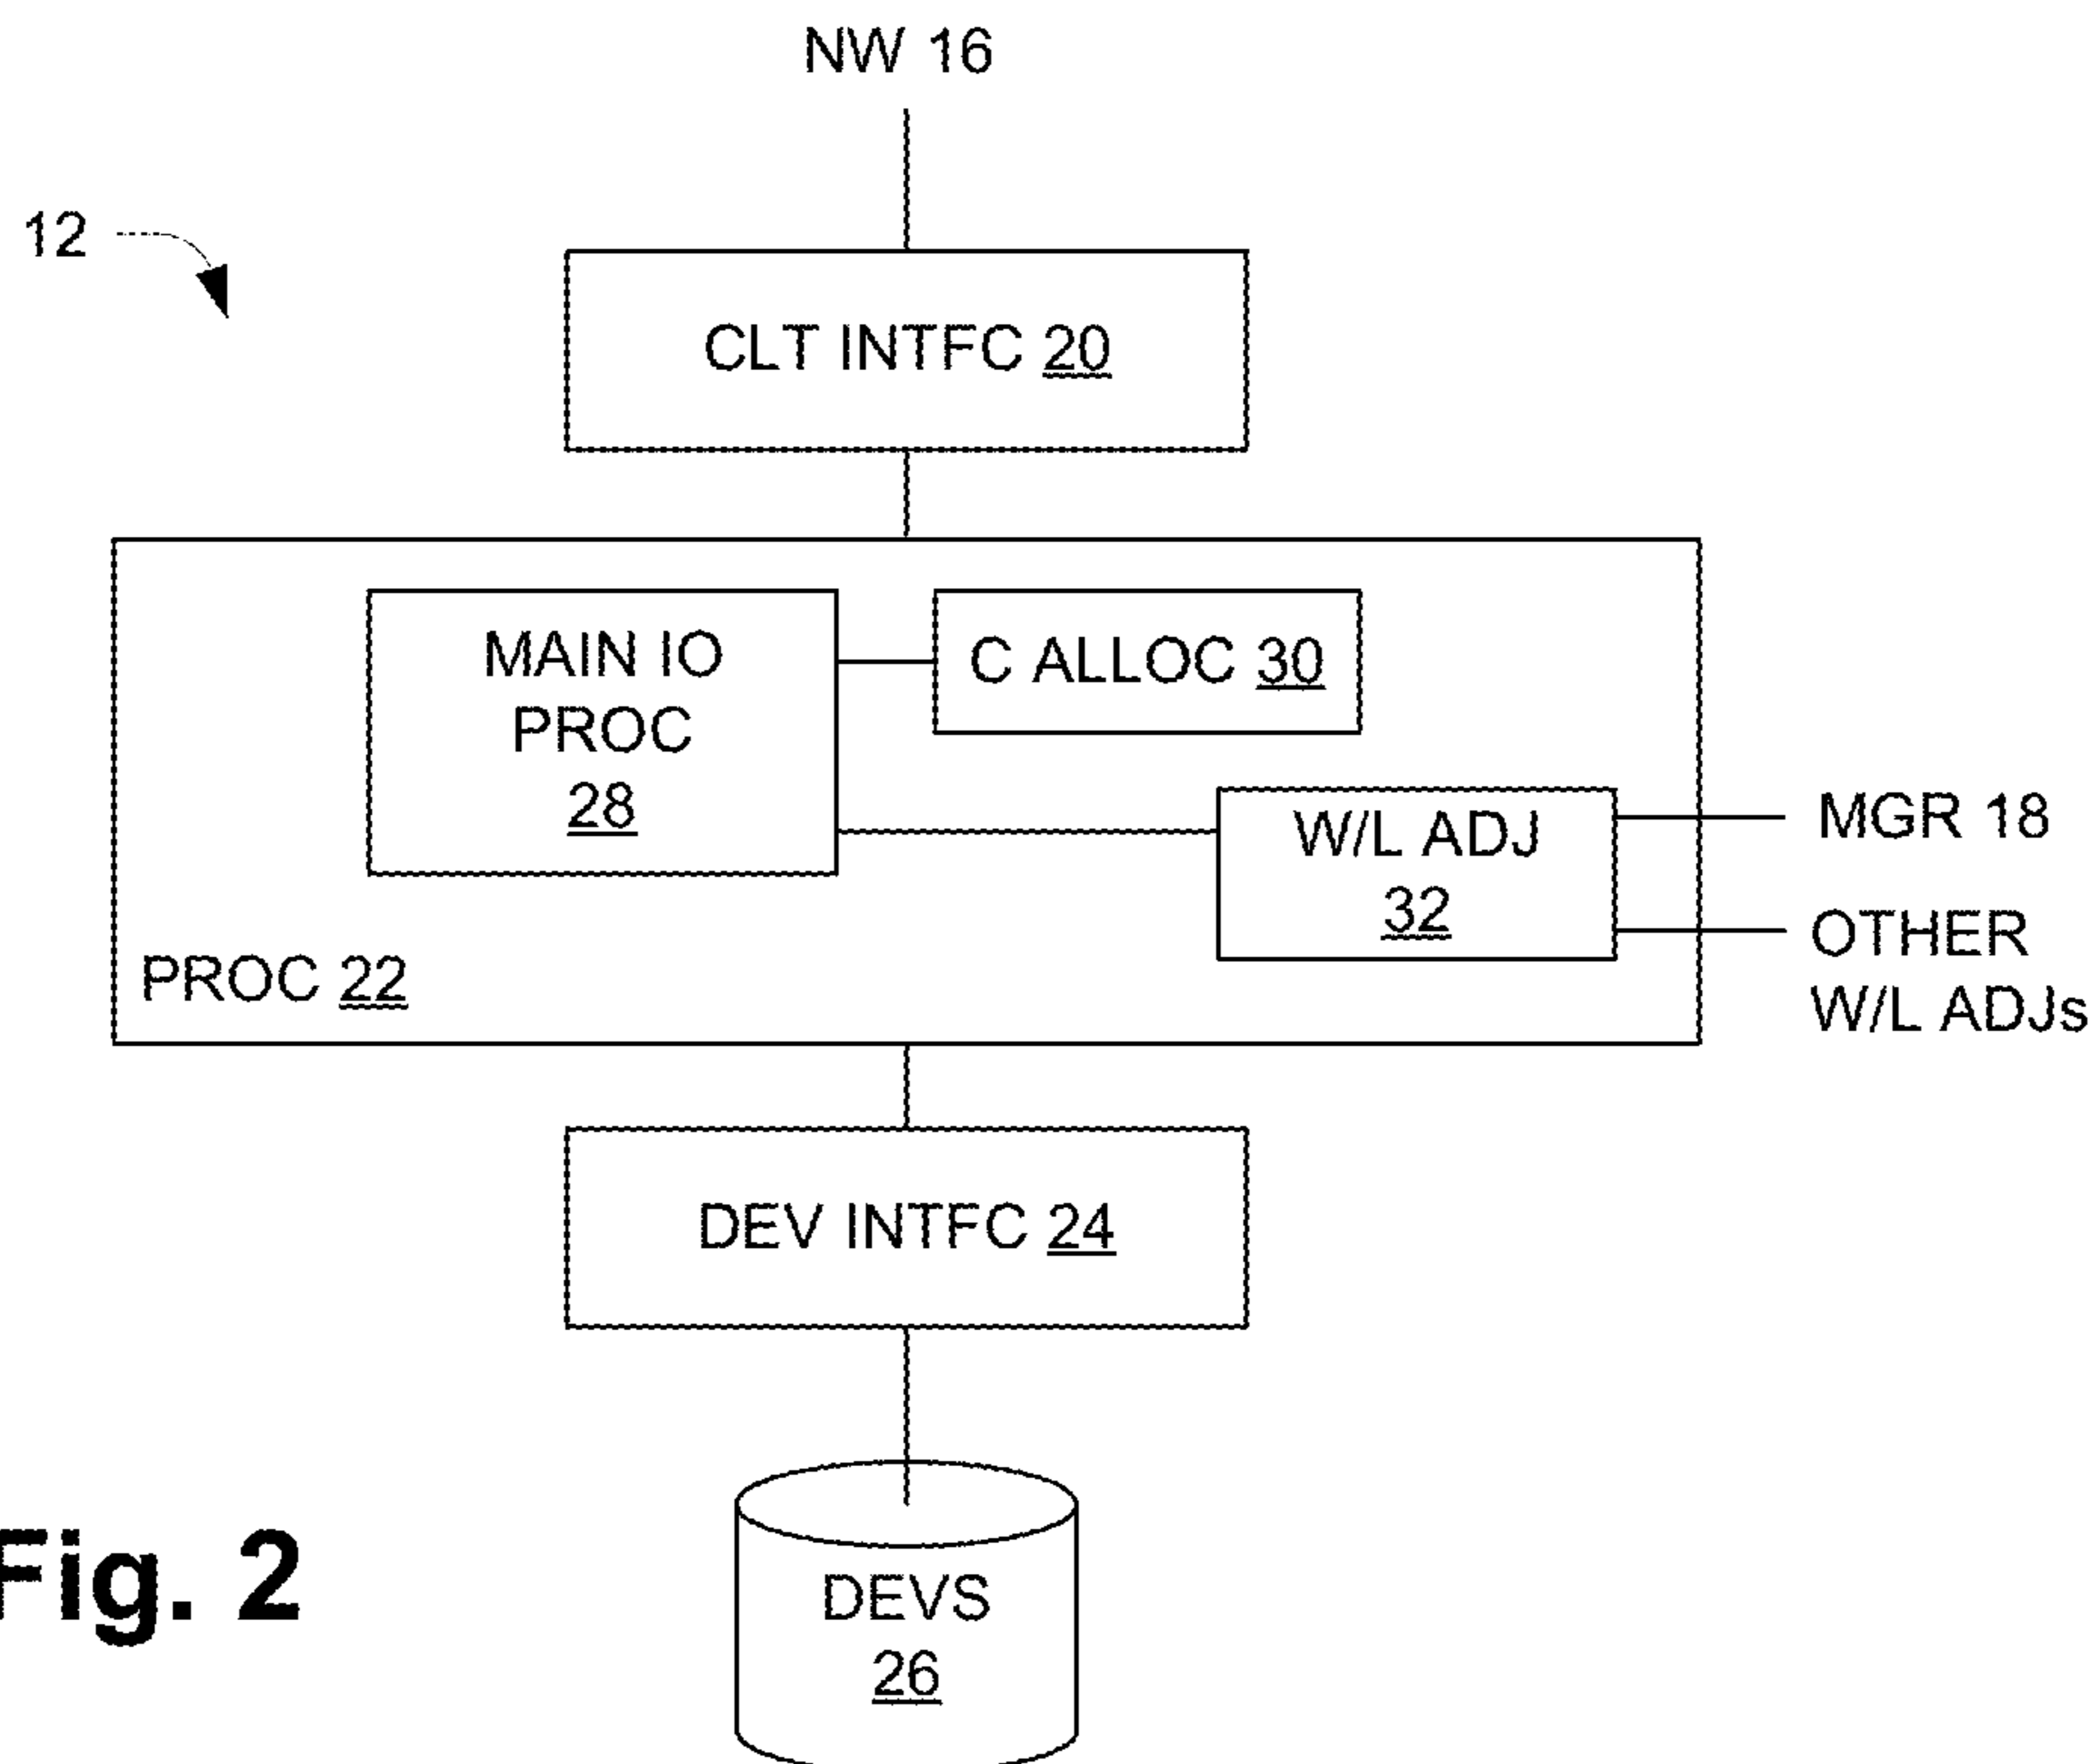 NW 16
12
CLT INTFC 20
MAIN IO
PROC
28
C ALLOC 30
W/L ADJ
32
MGR 18
OTHER
W/L ADJs
PROC 22
DEV INTFC 24
DEVS
26
Fig. 2